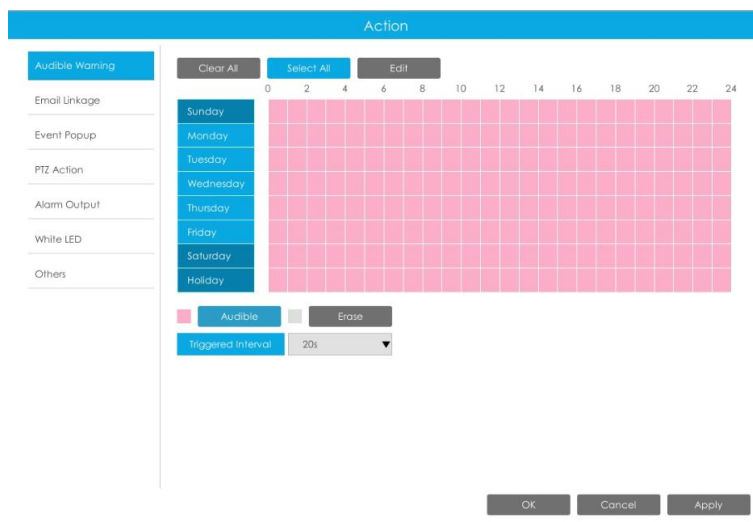 Action
Audible Warning
Clear All Select All Edit
0 2 4 6 8 10 12 14 16 18 20 22 24
Email Linkage
Sunday
Event Popup
Monday
Tuesday
PTZ Action
Wednesday
Alarm Output
Thursday
White LED
Friday
Saturday
Others
Holiday
Audible Erase
Triggered Interval 20s
OK Cancel Apply